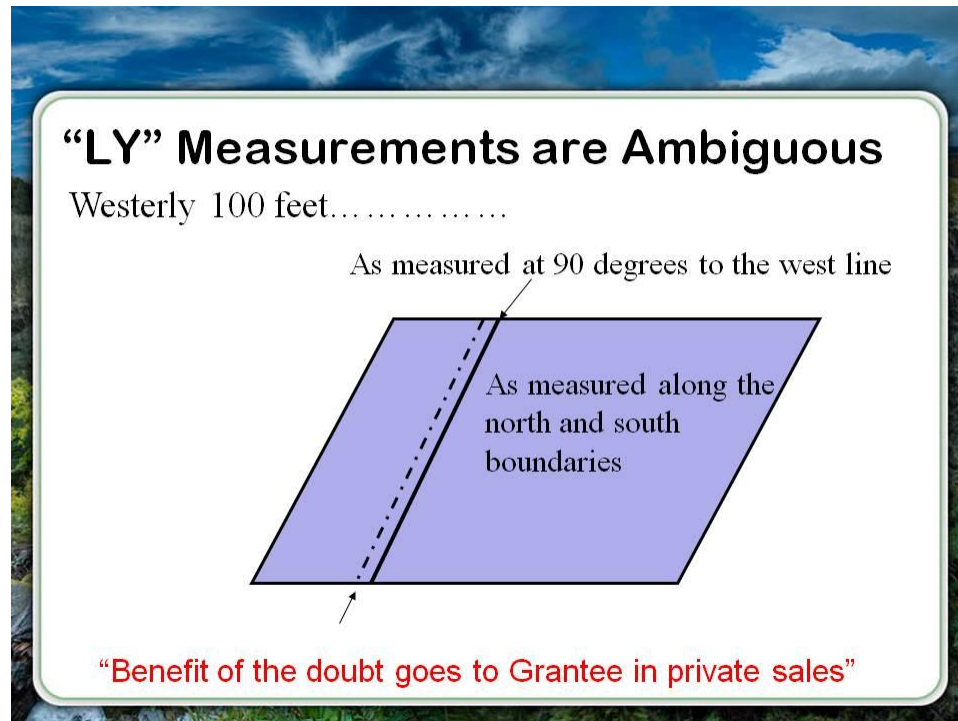 “LY” Measurements are Ambiguous
Westerly 100 feet……………
As measured at 90 degrees to the west line
As measured along the
north and south
boundaries
“Benefit of the doubt goes to Grantee in private sales”